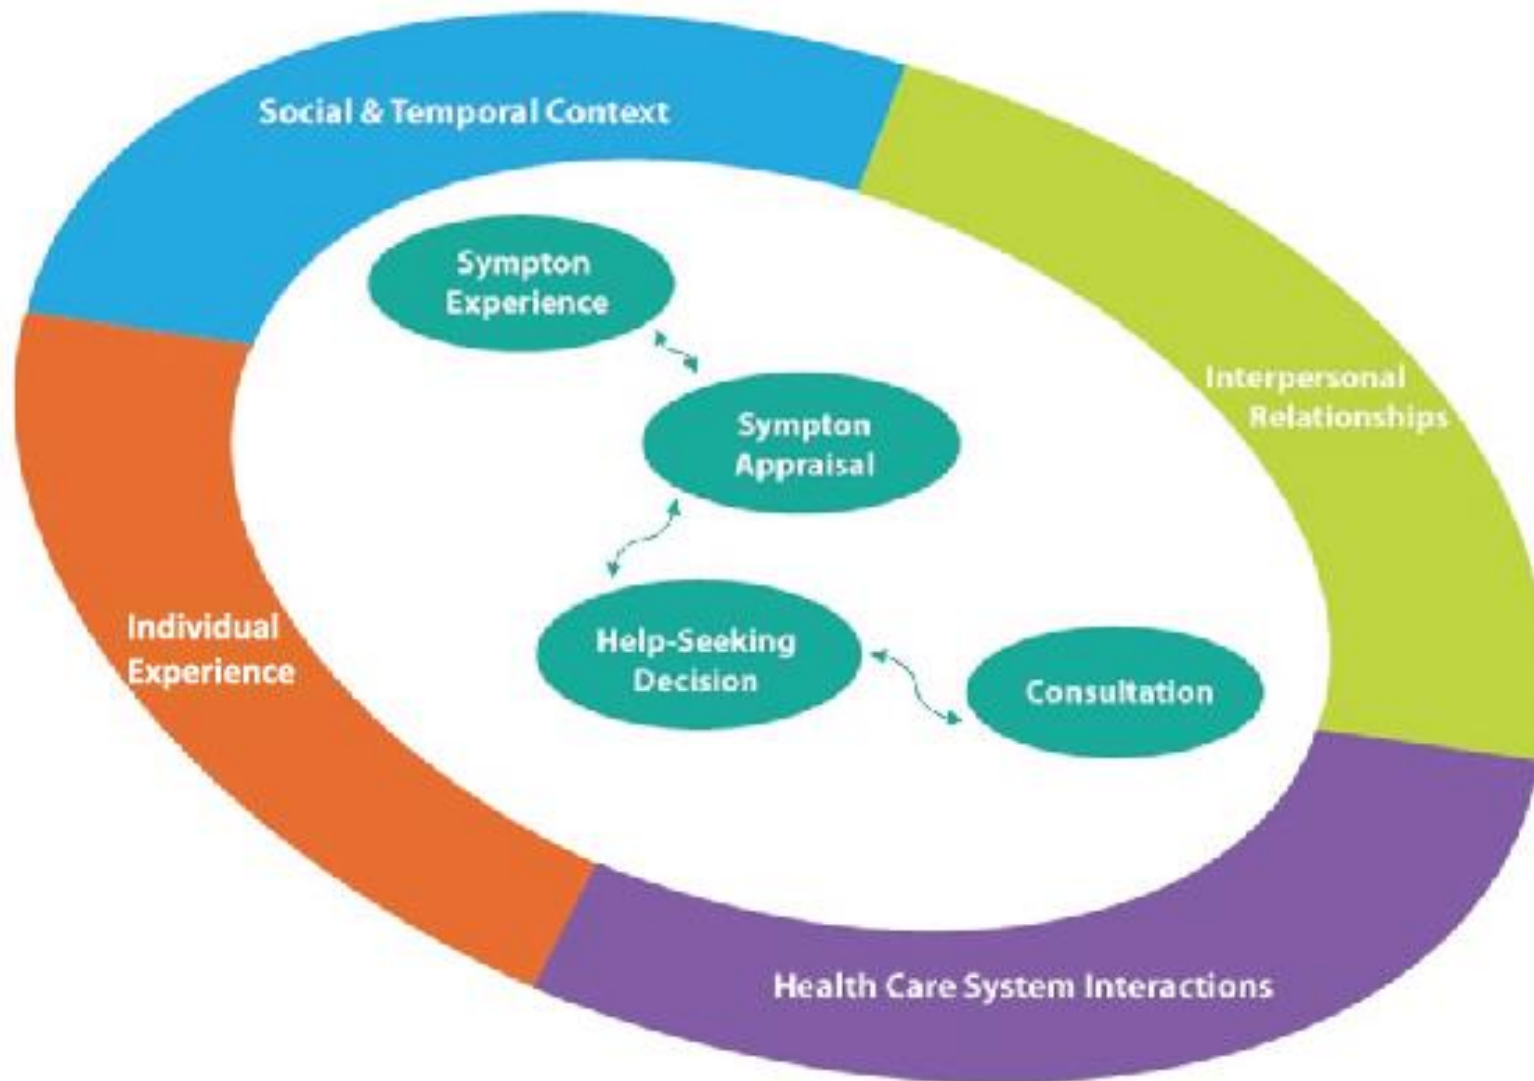 Social & Temporal Context
Sympton
Experience
Interpersonal
Relationships
Sympton
Appraisal
Individual
Experience
Help-Seeking
Decision
Consultation
Health Care System Interactions